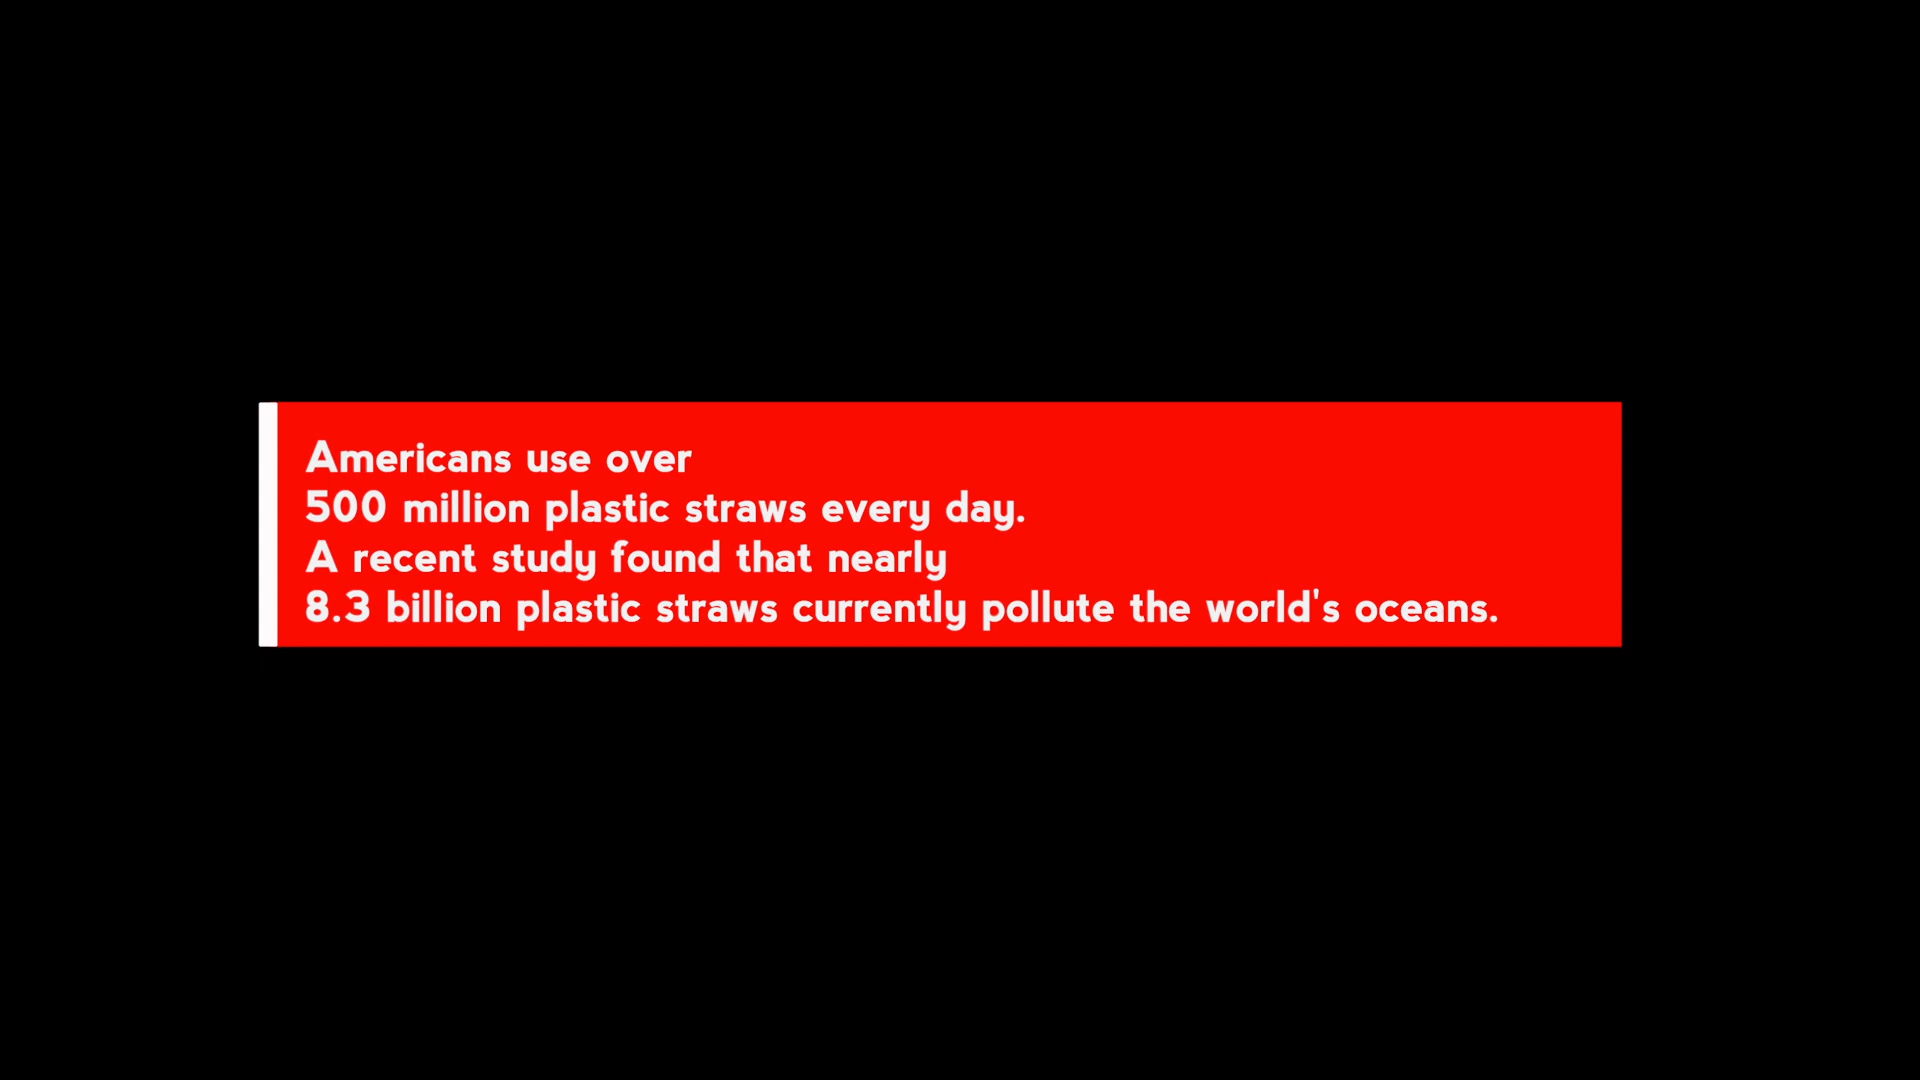 Americans use over
500 million plastic straws every day.
A recent study found that nearly
8.3 billion plastic straws currently pollute the world's oceans.